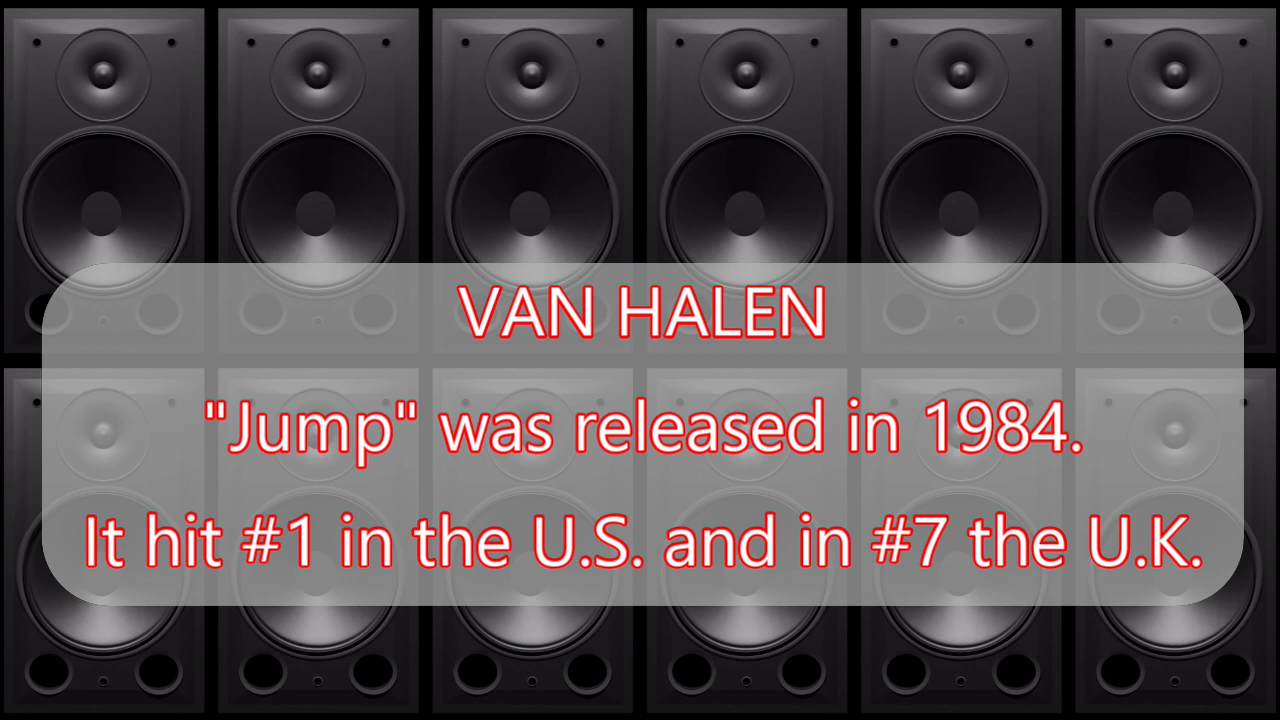 VAN HALEN
"Jump" was released in 1984.
It hit #1 in the U.S. and in #7 the U.K.